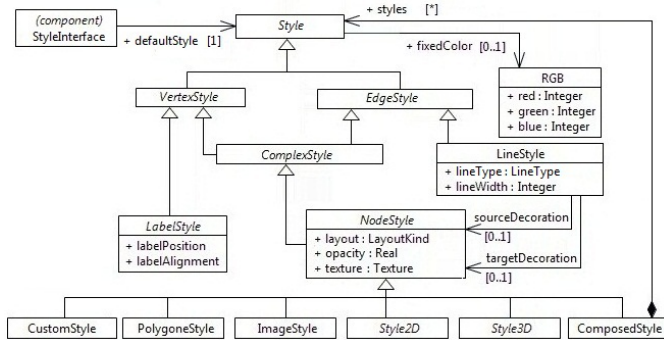 (component)
StyleInterface
+ defaultStyle [1]
Style
+ styles [*]
+ fixedColor [0..1]
RGB
+ red : Integer
+ green : Integer
+ blue : Integer
VertexStyle
EdgeStyle
ComplexStyle
LineStyle
+ lineType : LineType
+ lineWidth : Integer
LabelStyle
+ labelPosition
+ labelAlignment
NodeStyle
+ layout : LayoutKind
+ opacity : Real
+ texture : Texture
sourceDecoration
[0..1]
targetDecoration
[0..1]
CustomStyle
PolygoneStyle
ImageStyle
Style2D
Style3D
ComposedStyle